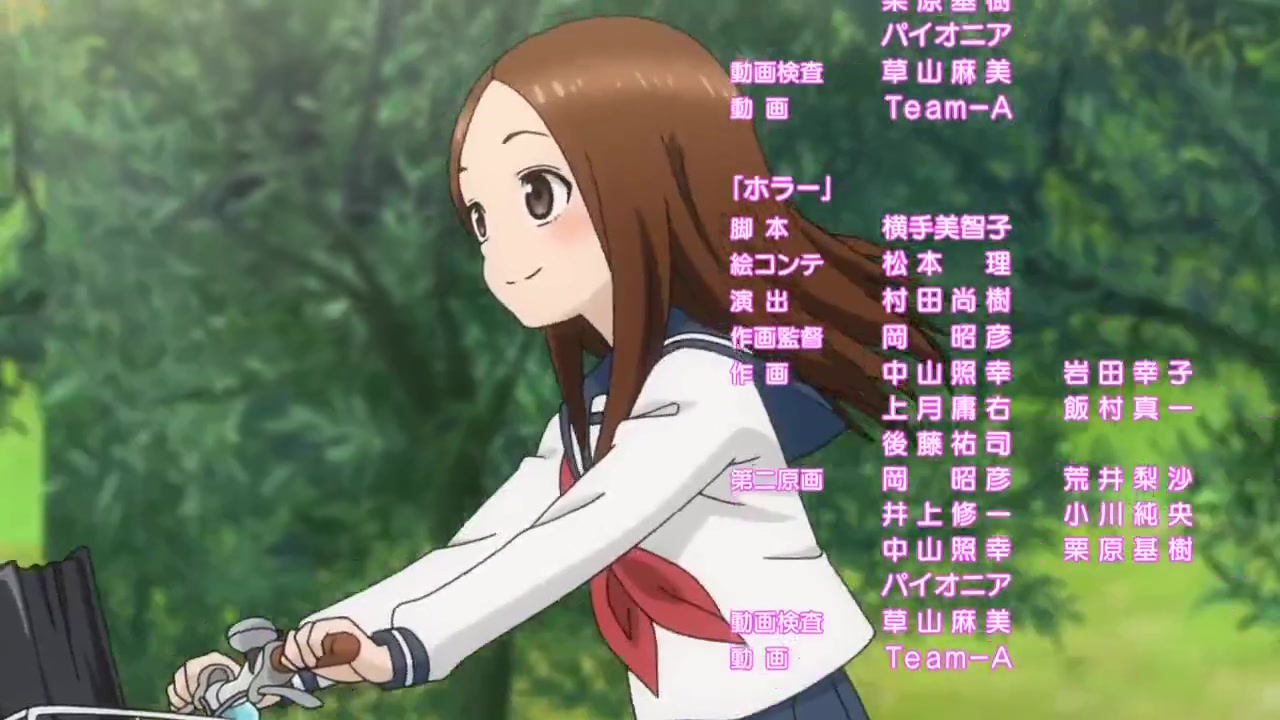 栗原基樹
パイオニア
動画検査 草山麻美
動画 Team-A
「ホラー」
脚本 横手美智子
絵コンテ 松本 理
演出 村田尚樹
作画監督 岡 昭彦
作画 中山照幸 岩田幸子
上月庸右 飯村真一
後藤祐司
第二原画 岡 昭彦 荒井梨沙
井上修一 小川純央
中山照幸 栗原基樹
パイオニア
動画検査 草山麻美
動画 Team-A